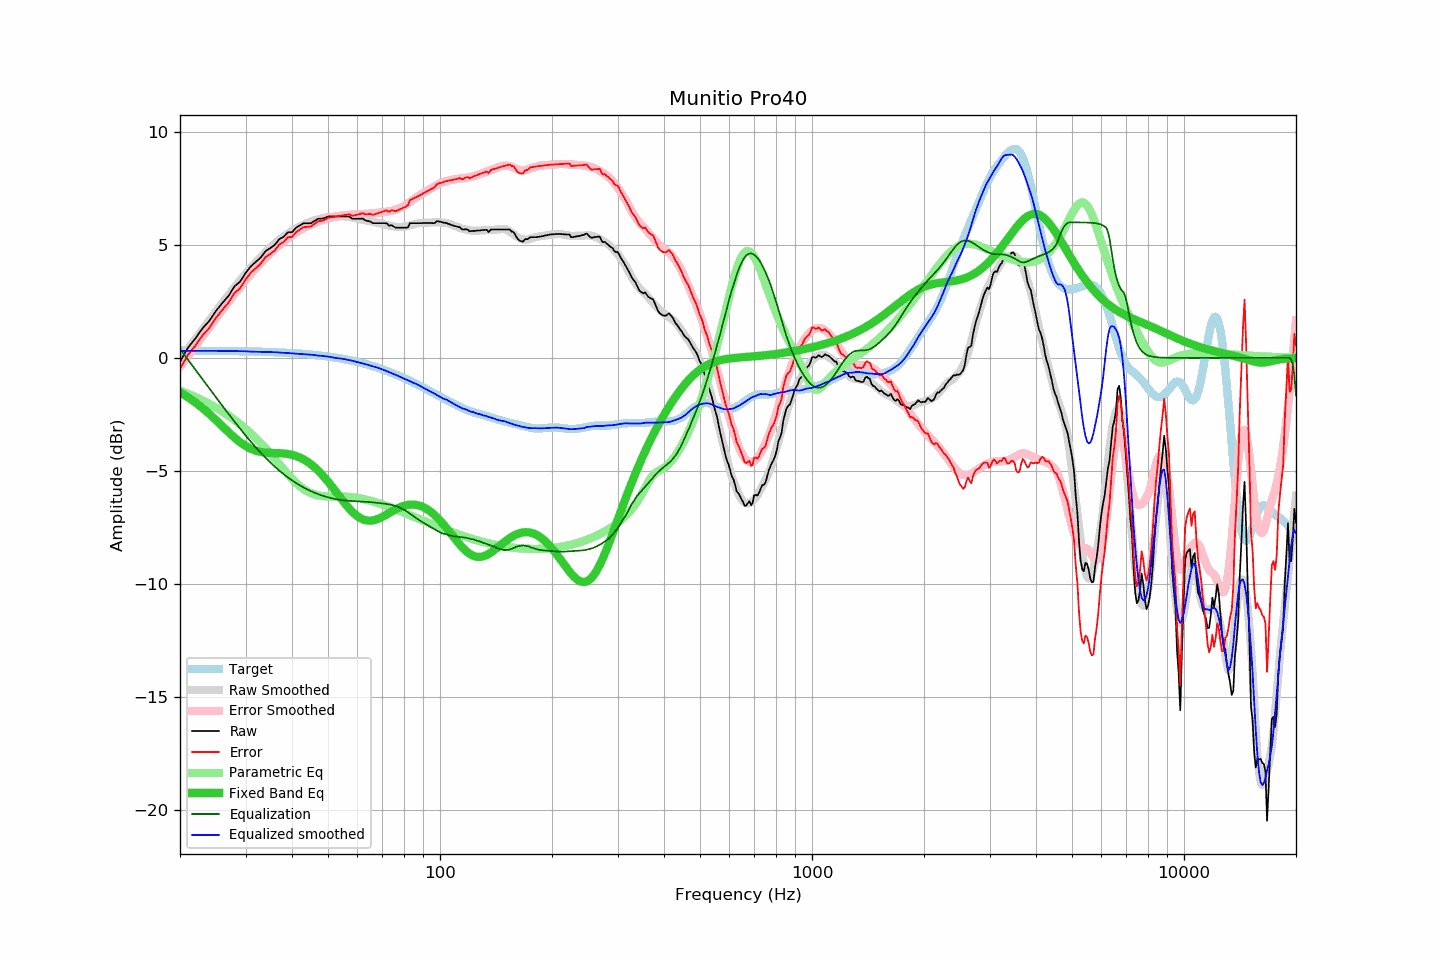 Munitio Pro40
10
5
0
−5
−10
−15
−20
Amplitude (dBr)
Target
Raw Smoothed
Error Smoothed
Raw
Error
Parametric Eq
Fixed Band Eq
Equalization
Equalized smoothed
100
1000
10000
Frequency (Hz)